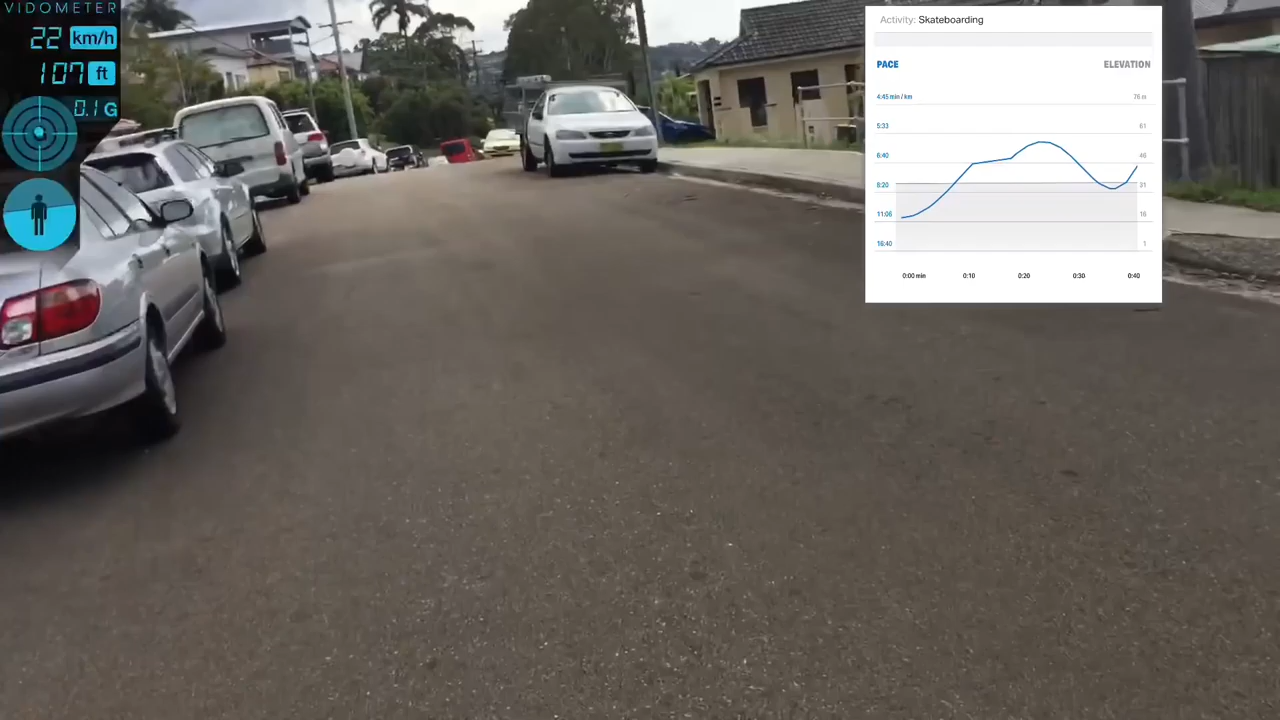 VIDOMETER
22 km/h
107 ft
0.1 G
Activity: Skateboarding
PACE ELEVATION
4:45 min / km 76 m
5:33 61
6:40 46
8:20 31
11:06 16
16:40 1
0:00 min 0:10 0:20 0:30 0:40